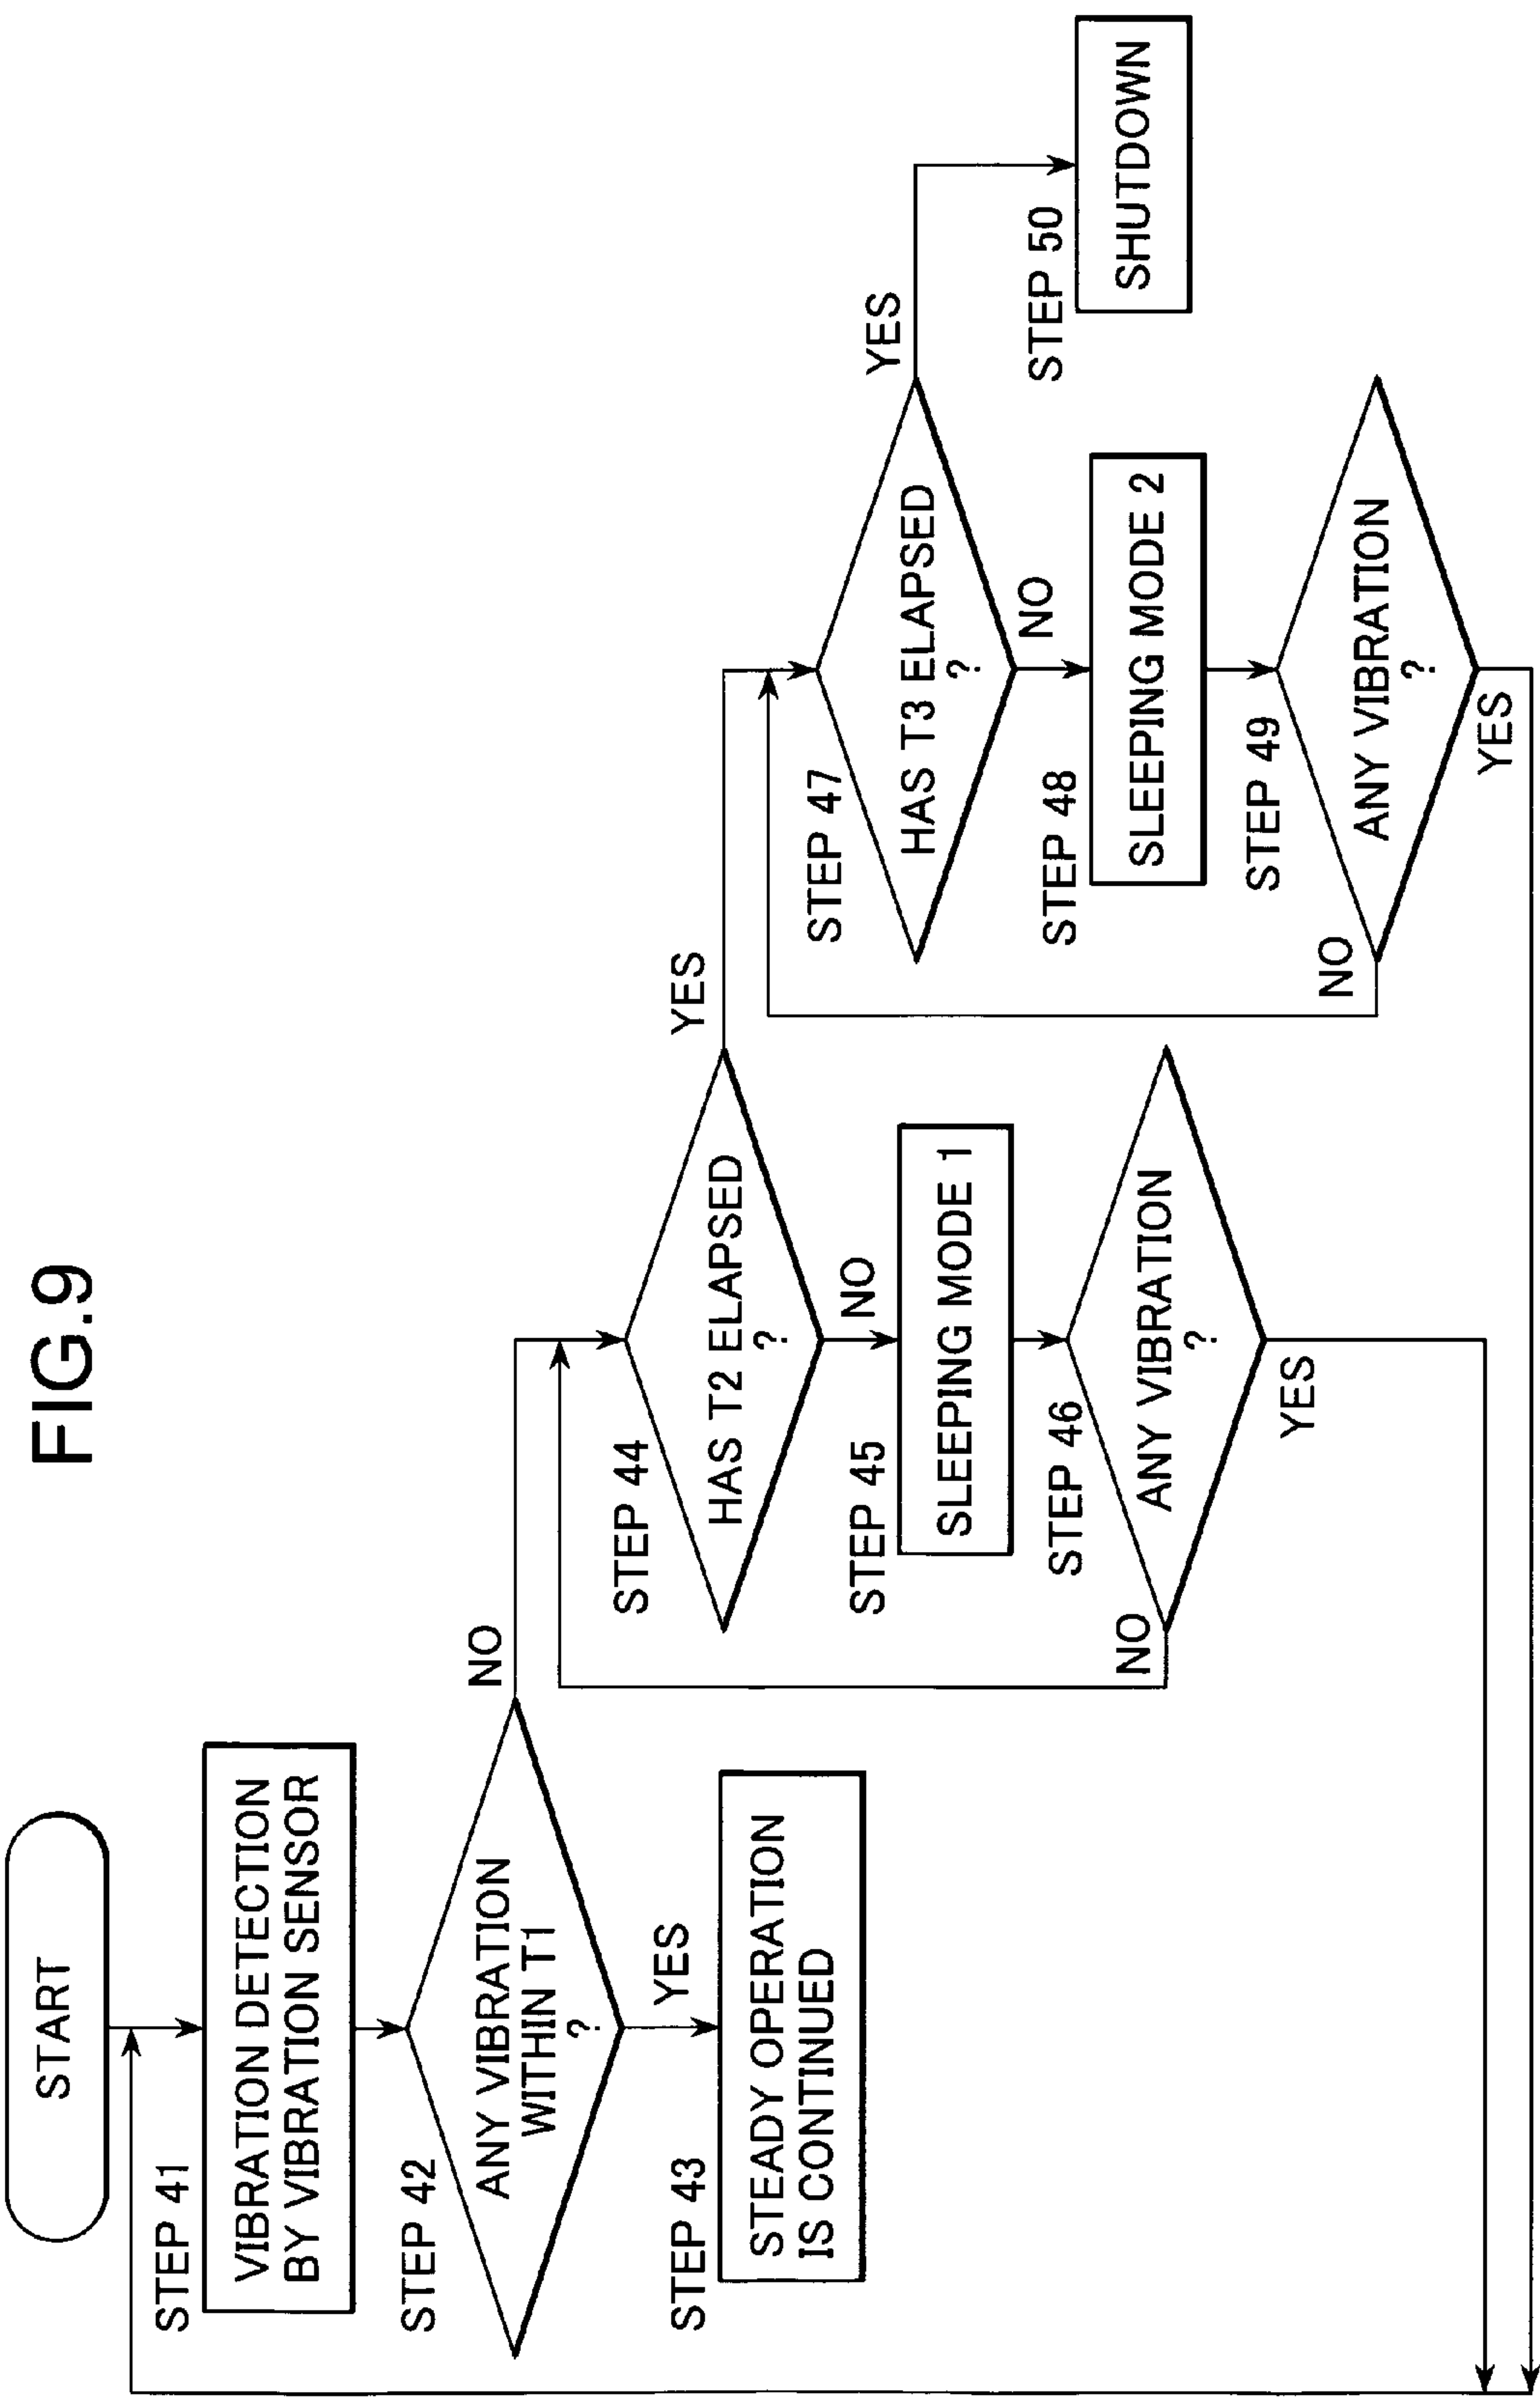 FIG.9
START
STEP 41
VIBRATION DETECTION
BY VIBRATION SENSOR
STEP 42
ANY VIBRATION
WITHIN T1
?
NO
YES
STEP 43
STEADY OPERATION
IS CONTINUED
STEP 44
HAS T2 ELAPSED
?
YES
NO
STEP 45
SLEEPING MODE 1
STEP 46
ANY VIBRATION
?
NO
YES
STEP 47
HAS T3 ELAPSED
?
YES
NO
STEP 48
SLEEPING MODE 2
STEP 49
ANY VIBRATION
?
NO
YES
STEP 50
SHUTDOWN